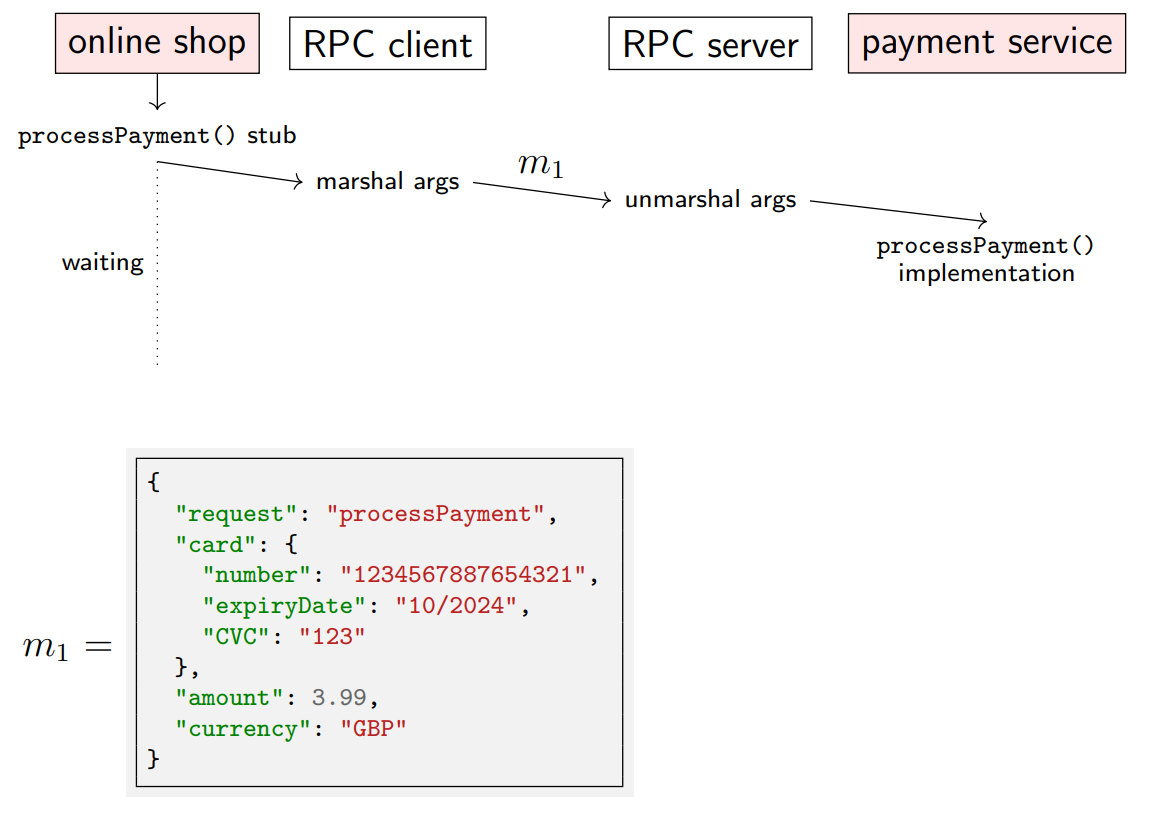 online shop
RPC client
RPC server
payment service
processPayment() stub
marshal args
m1
unmarshal args
processPayment()
implementation
waiting
m1 =
{
  "request": "processPayment",
  "card": {
    "number": "1234567887654321",
    "expiryDate": "10/2024",
    "CVC": "123"
  },
  "amount": 3.99,
  "currency": "GBP"
}